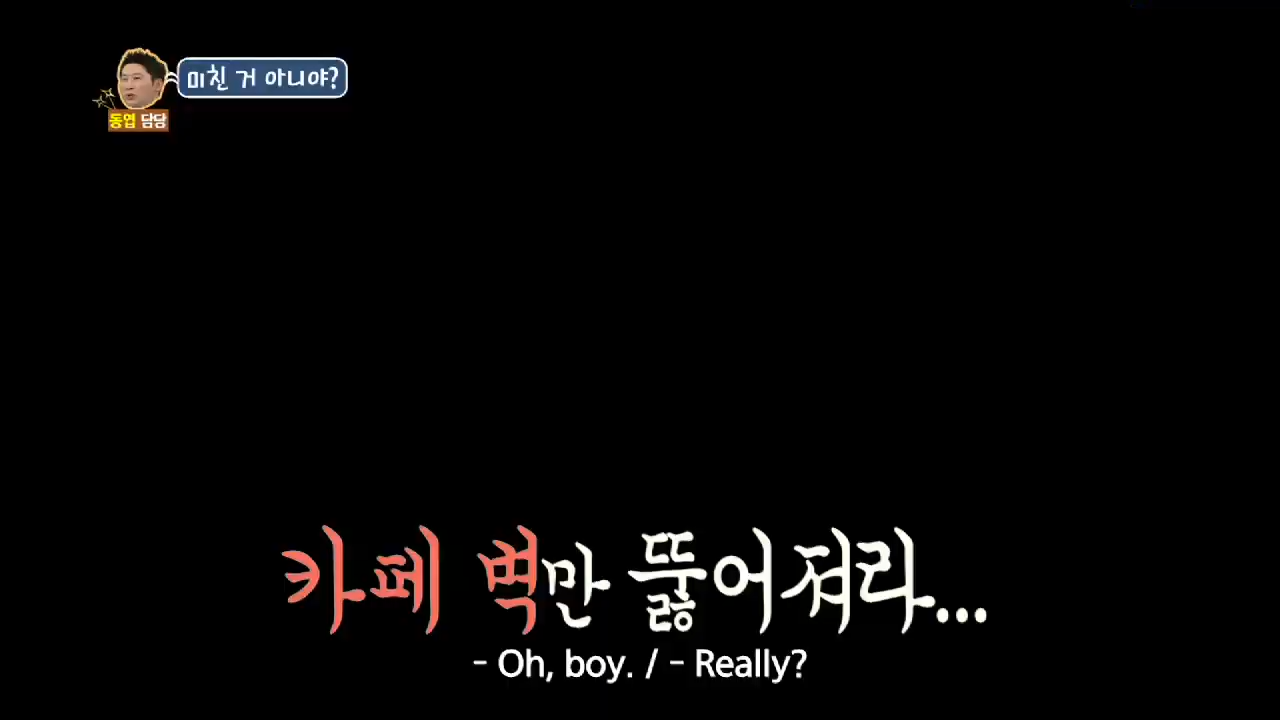 미친 거 아니야?
동엽 담당
카페 벽만 뚫어져라...
- Oh, boy. / - Really?